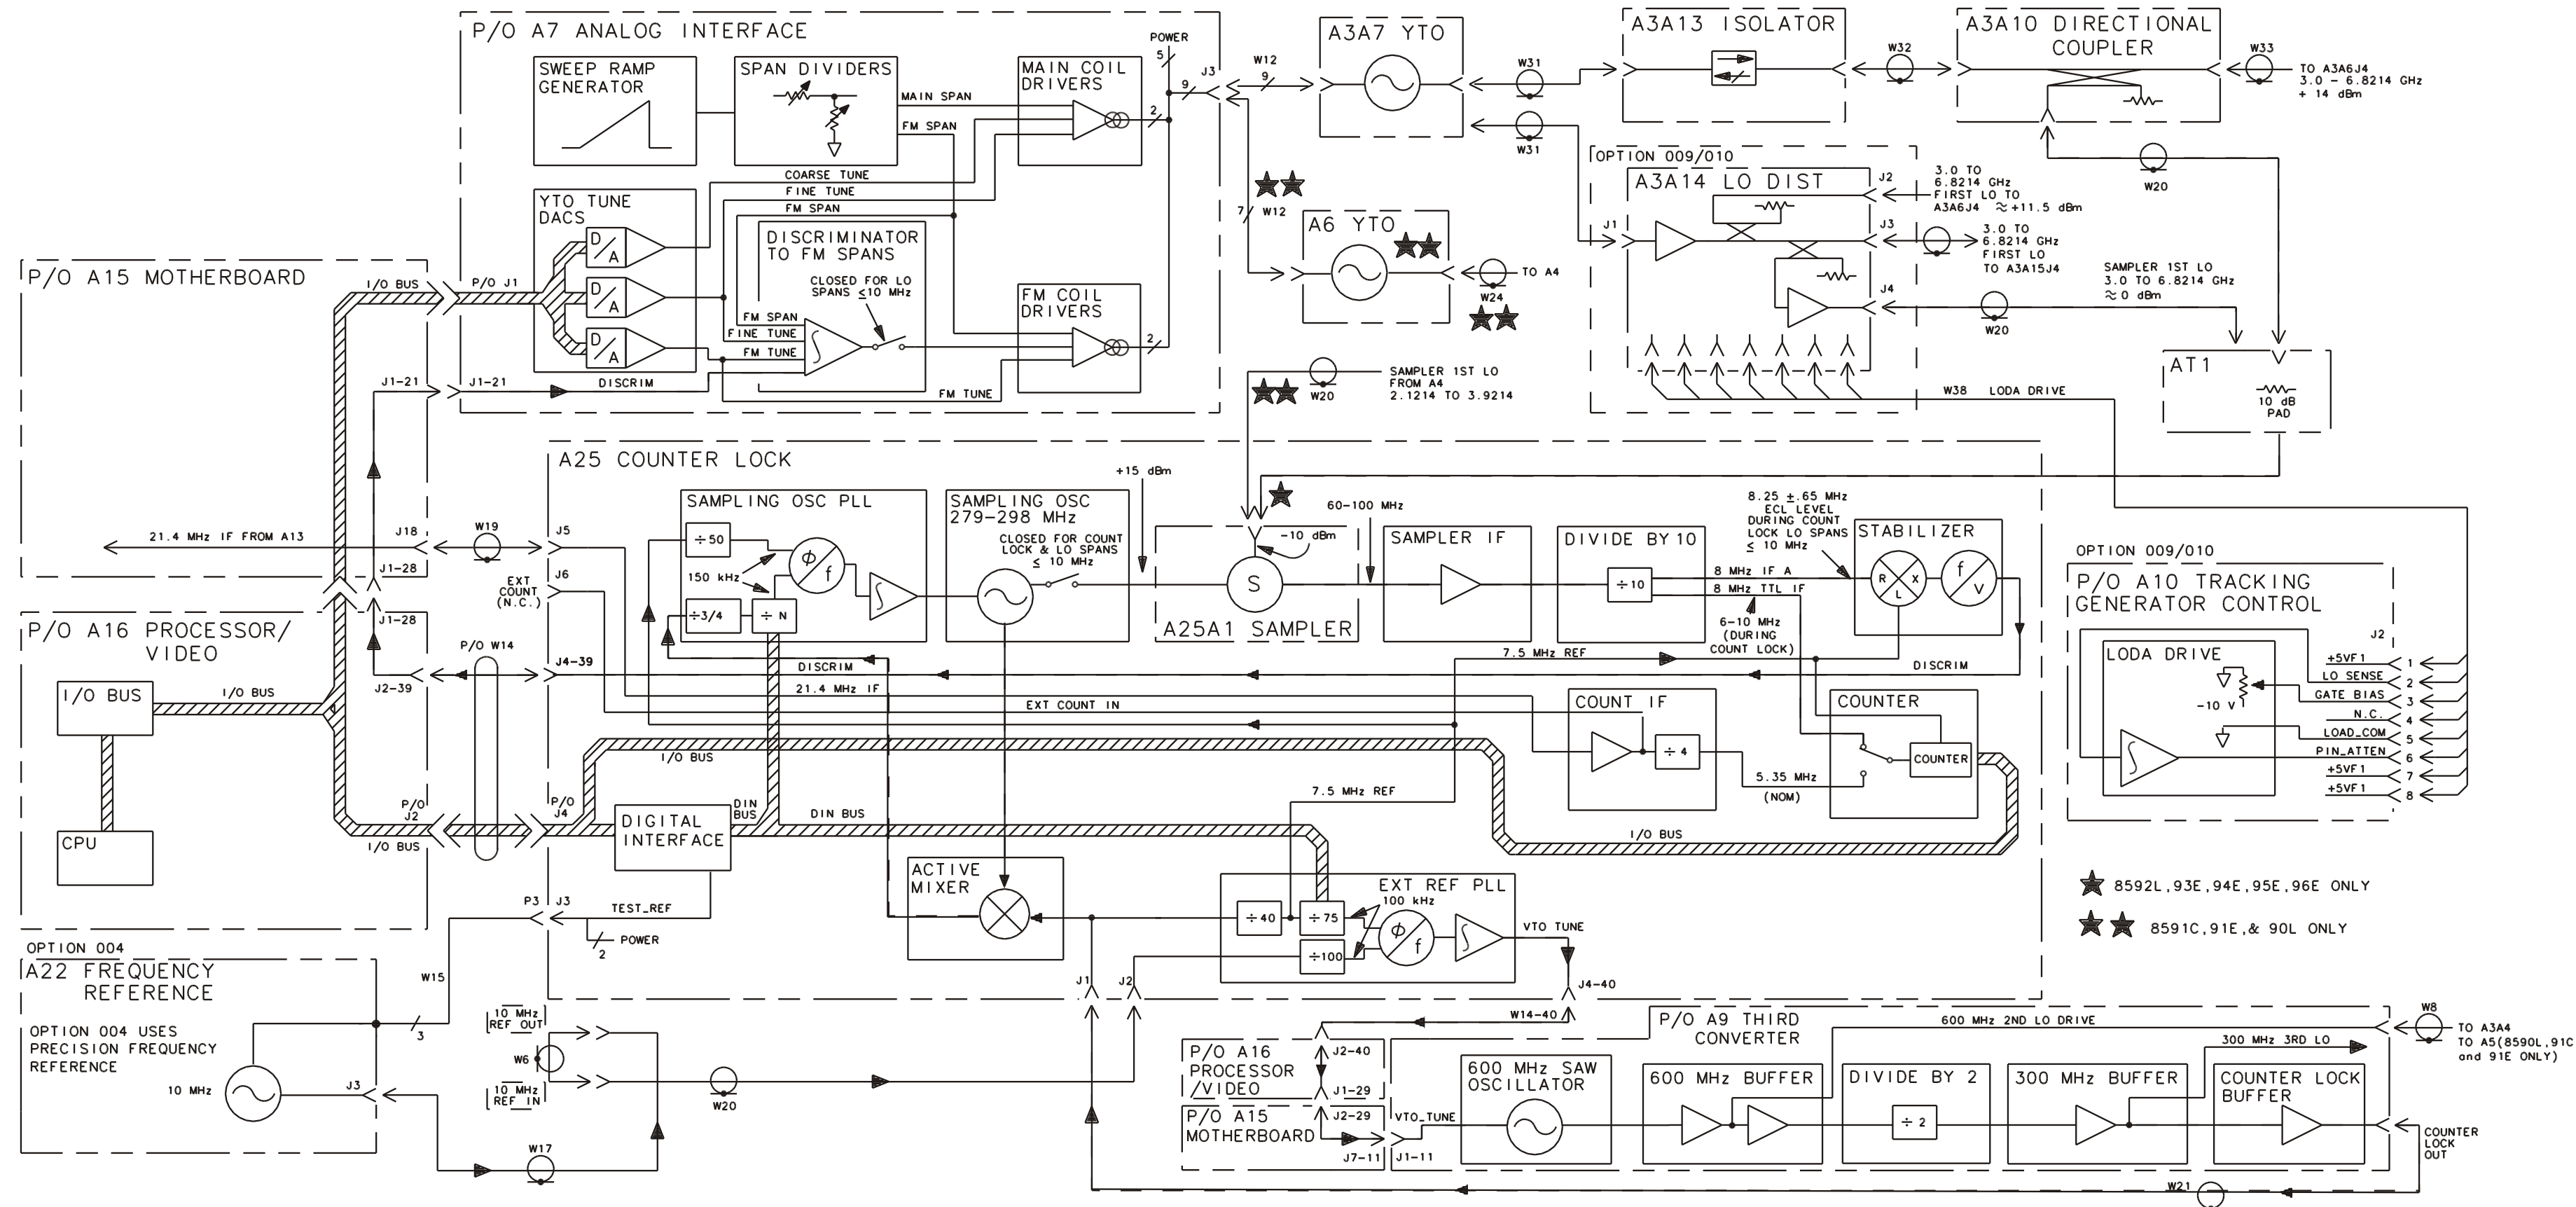 P/O A7 ANALOG INTERFACE
SWEEP RAMP
GENERATOR
SPAN DIVIDERS
MAIN SPAN
FM SPAN
MAIN COIL
DRIVERS
2
POWER
5
9
J3
W12
9
COARSE TUNE
FINE TUNE
FM SPAN
YTO TUNE
DACS
D/A
D/A
D/A
DISCRIMINATOR
TO FM SPANS
CLOSED FOR LO
SPANS ≤10 MHz
FM SPAN
FINE TUNE
FM TUNE
DISCRIM
FM TUNE
FM COIL
DRIVERS
2
P/O J1
J1-21
J1-21
I/O BUS
A3A7 YTO
W31
W31
7
W12
A6 YTO
TO A4
W24
W20
SAMPLER 1ST LO
FROM A4
2.1214 TO 3.9214
A3A13 ISOLATOR
W32
A3A10 DIRECTIONAL
COUPLER
W33
TO A3A6J4
3.0 - 6.8214 GHz
+ 14 dBm
W20
OPTION 009/010
A3A14 LO DIST
J1
J2
3.0 TO
6.8214 GHz
FIRST LO TO
A3A6J4 ≈+11.5 dBm
J3
3.0 TO
6.8214 GHz
FIRST LO
TO A3A15J4
J4
SAMPLER 1ST LO
3.0 TO 6.8214 GHz
≈ 0 dBm
W20
W38 LODA DRIVE
AT1
10 dB
PAD
P/O A15 MOTHERBOARD
21.4 MHz IF FROM A13
J18
W19
J5
J1-28
J1-28
J6
EXT
COUNT
(N.C.)
P/O A16 PROCESSOR/
VIDEO
I/O BUS
I/O BUS
CPU
J2-39
P/O W14
J4-39
P/O
J2
I/O BUS
P/O
J4
A25 COUNTER LOCK
SAMPLING OSC PLL
÷50
150 kHz
÷3/4
÷ N
Φ/f
SAMPLING OSC
279-298 MHz
CLOSED FOR COUNT
LOCK & LO SPANS
≤ 10 MHz
+15 dBm
-10 dBm
S
A25A1 SAMPLER
60-100 MHz
SAMPLER IF
DIVIDE BY 10
÷10
8 MHz IF A
8 MHz TTL IF
6-10 MHz
(DURING
COUNT LOCK)
8.25 ±.65 MHz
ECL LEVEL
DURING COUNT
LOCK LO SPANS
≤ 10 MHz
STABILIZER
R X
L
f/V
7.5 MHz REF
DISCRIM
DISCRIM
21.4 MHz IF
EXT COUNT IN
I/O BUS
COUNT IF
÷ 4
5.35 MHz
(NOM)
COUNTER
COUNTER
7.5 MHz REF
I/O BUS
DIGITAL
INTERFACE
DIN
BUS
DIN BUS
ACTIVE
MIXER
EXT REF PLL
100 kHz
÷40
÷75
÷100
Φ/f
VTO TUNE
J4-40
J1
J2
P3
J3
TEST_REF
2
POWER
OPTION 009/010
P/O A10 TRACKING
GENERATOR CONTROL
LODA DRIVE
-10 V
J2
+5VF1 1
LO SENSE 2
GATE BIAS 3
N.C. 4
LOAD_COM 5
PIN_ATTEN 6
+5VF1 7
+5VF1 8
8592L,93E,94E,95E,96E ONLY
8591C,91E,& 90L ONLY
OPTION 004
A22 FREQUENCY
REFERENCE
OPTION 004 USES
PRECISION FREQUENCY
REFERENCE
10 MHz
J3
W15
3
W17
10 MHz
REF OUT
W6
10 MHz
REF IN
W20
W14-40
P/O A16
PROCESSOR
/VIDEO
J2-40
J1-29
P/O A15
MOTHERBOARD
J2-29
J7-11
J1-11
VTO_TUNE
P/O A9 THIRD
CONVERTER
600 MHz SAW
OSCILLATOR
600 MHz BUFFER
DIVIDE BY 2
÷ 2
300 MHz BUFFER
COUNTER LOCK
BUFFER
600 MHz 2ND LO DRIVE
300 MHz 3RD LO
W8
TO A3A4
TO A5(8590L,91C
and 91E ONLY)
COUNTER
LOCK
OUT
W21